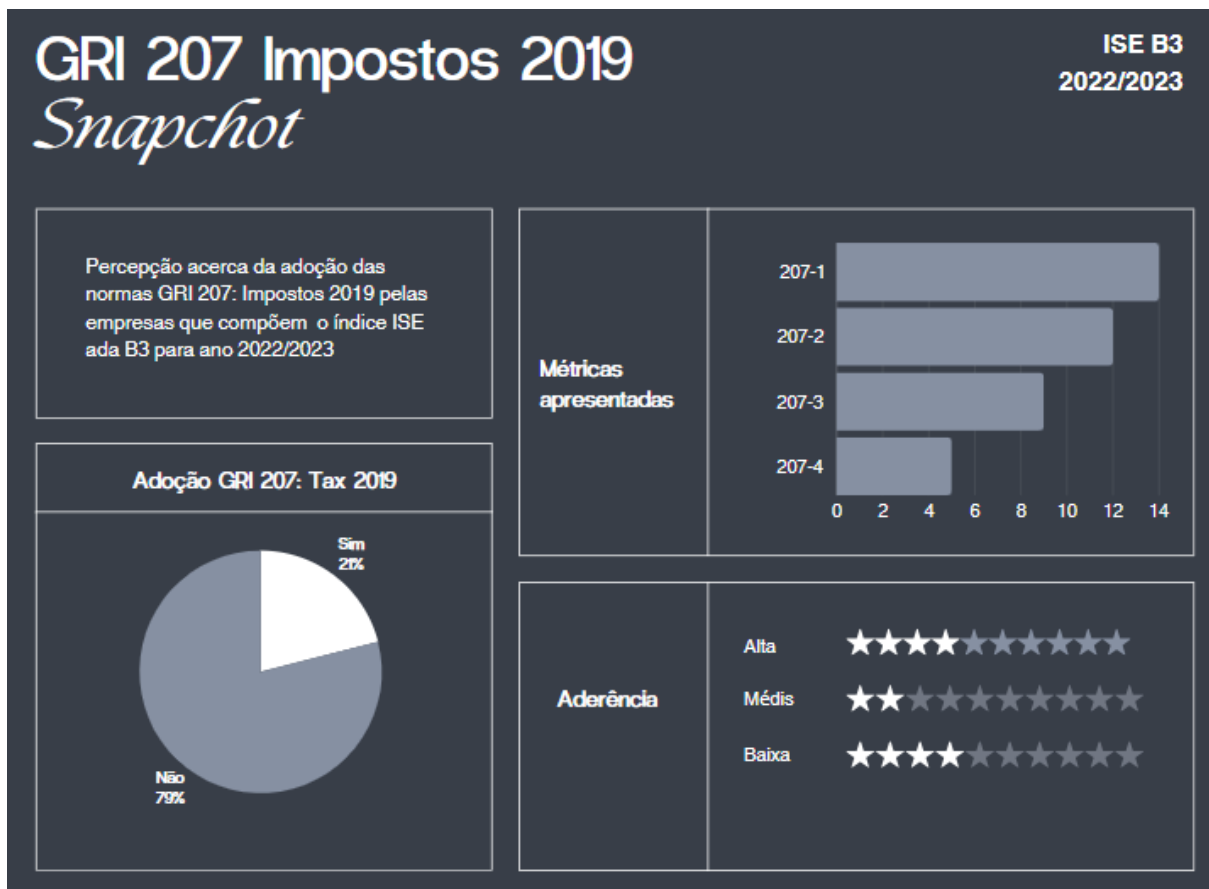 GRI 207 Impostos 2019
Snapchot
ISE B3
2022/2023
Percepção acerca da adoção das
normas GRI 207: Impostos 2019 pelas
empresas que compõem o índice ISE
ada B3 para ano 2022/2023
Adoção GRI 207: Tax 2019
Sim
21%
Não
79%
Métricas
apresentadas
207-1
207-2
207-3
207-4
0 2 4 6 8 10 12 14
Aderência
Alta
Médis
Baixa